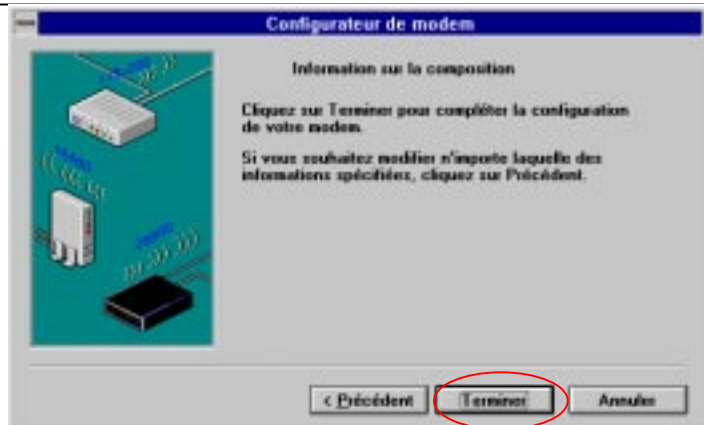 Configurateur de modem
Information sur la composition
Cliquez sur Terminer pour compléter la configuration
de votre modem.
Si vous souhaitez modifier n'importe laquelle des
informations spécifiées, cliquez sur Précédent.
28800
< Précédent Terminer Annuler